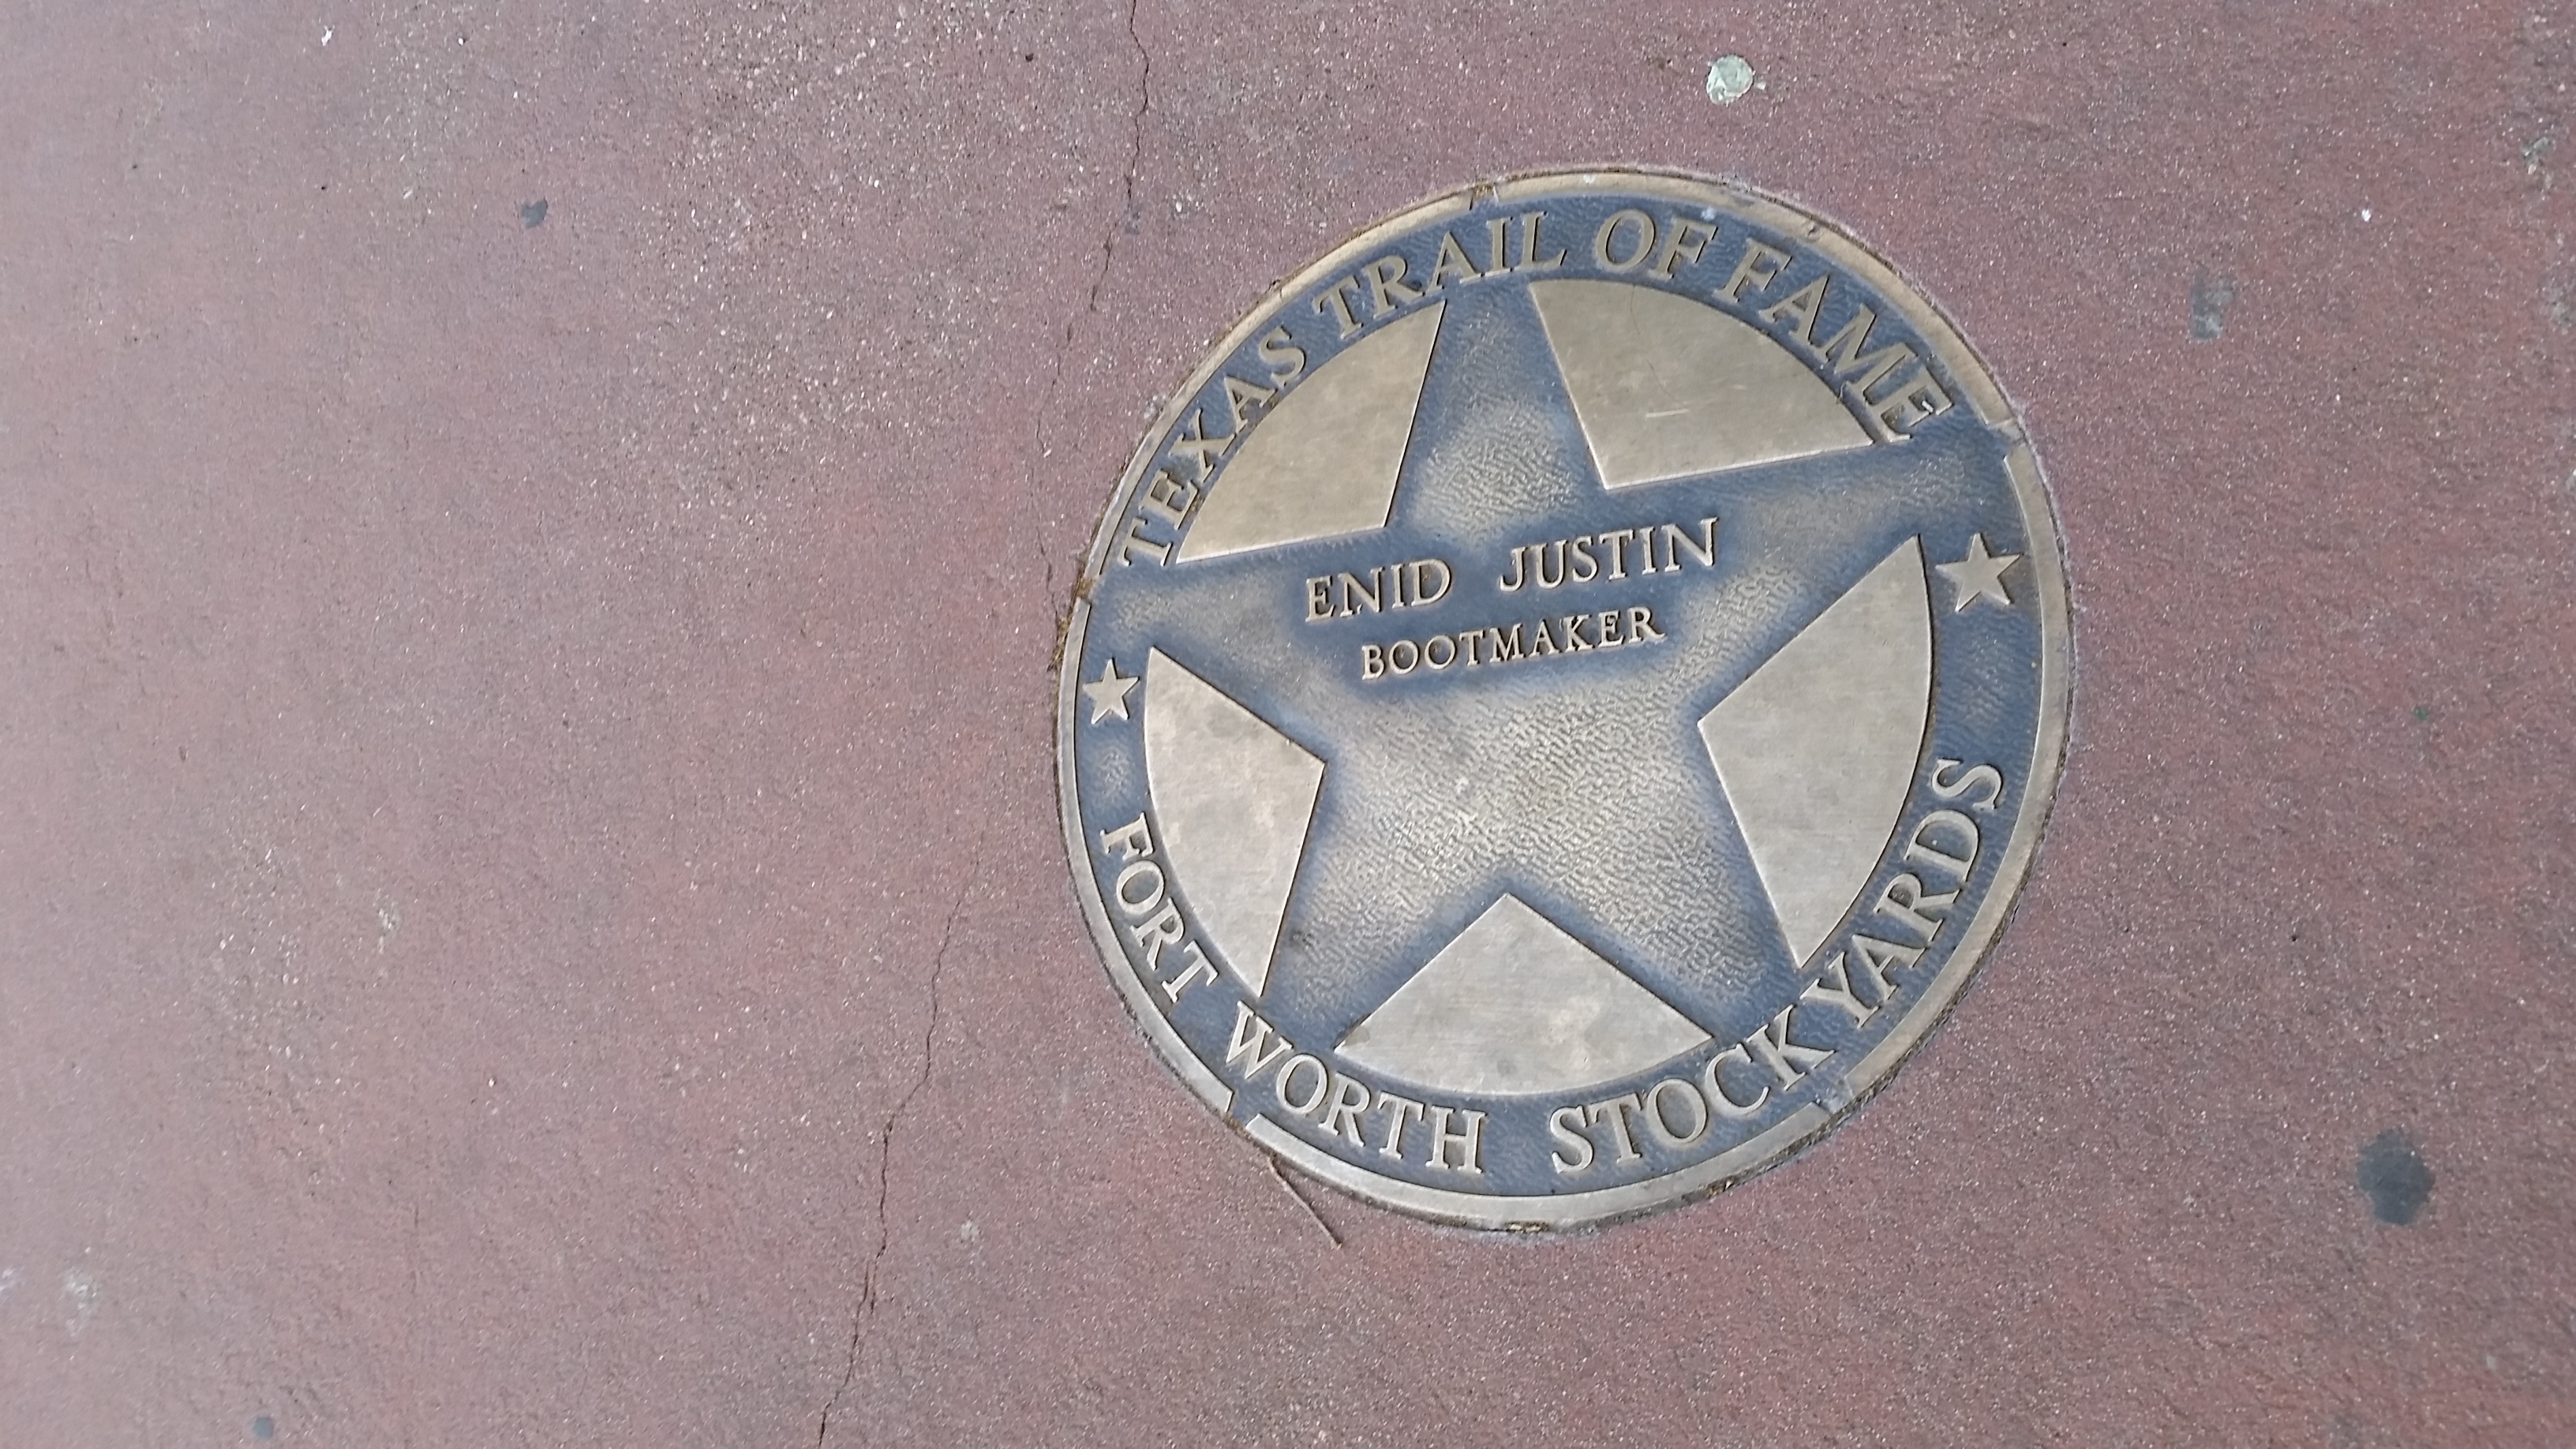 TEXAS TRAIL OF FAME
ENID JUSTIN
BOOTMAKER
FORT WORTH STOCKYARDS